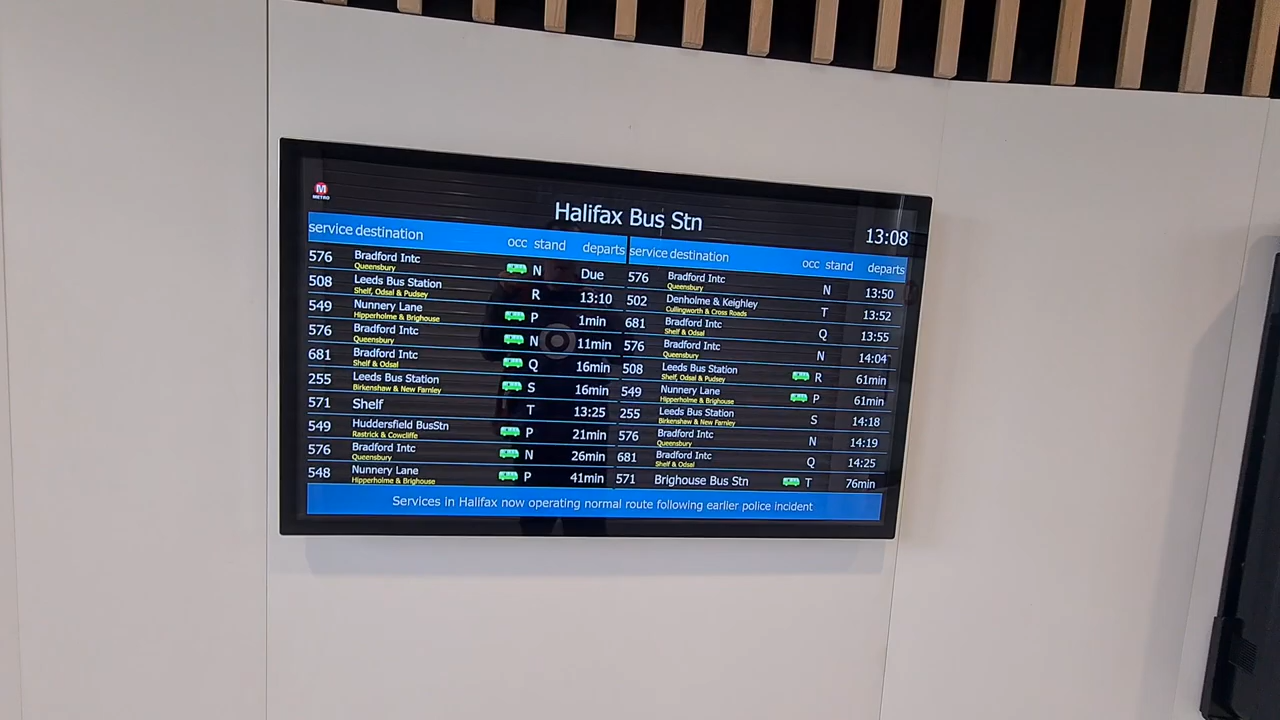 M
METRO
Halifax Bus Stn
13:08
service destination occ stand departs
576 Bradford Intc N Due
Queensbury
508 Leeds Bus Station R 13:10
Shelf, Odsal & Pudsey
549 Nunnery Lane P 1min
Hipperholme & Brighouse
576 Bradford Intc N 11min
Queensbury
681 Bradford Intc Q 16min
Shelf & Odsal
255 Leeds Bus Station S 16min
Birkenshaw & New Farnley
571 Shelf T 13:25
549 Huddersfield BusStn P 21min
Rastrick & Cowcliffe
576 Bradford Intc N 26min
Queensbury
548 Nunnery Lane P 41min
Hipperholme & Brighouse
service destination occ stand departs
576 Bradford Intc N 13:50
Queensbury
502 Denholme & Keighley T 13:52
Cullingworth & Cross Roads
681 Bradford Intc Q 13:55
Shelf & Odsal
576 Bradford Intc N 14:04
Queensbury
508 Leeds Bus Station R 61min
Shelf, Odsal & Pudsey
549 Nunnery Lane P 61min
Hipperholme & Brighouse
255 Leeds Bus Station S 14:18
Birkenshaw & New Farnley
576 Bradford Intc N 14:19
Queensbury
681 Bradford Intc Q 14:25
Shelf & Odsal
571 Brighouse Bus Stn T 76min
Services in Halifax now operating normal route following earlier police incident